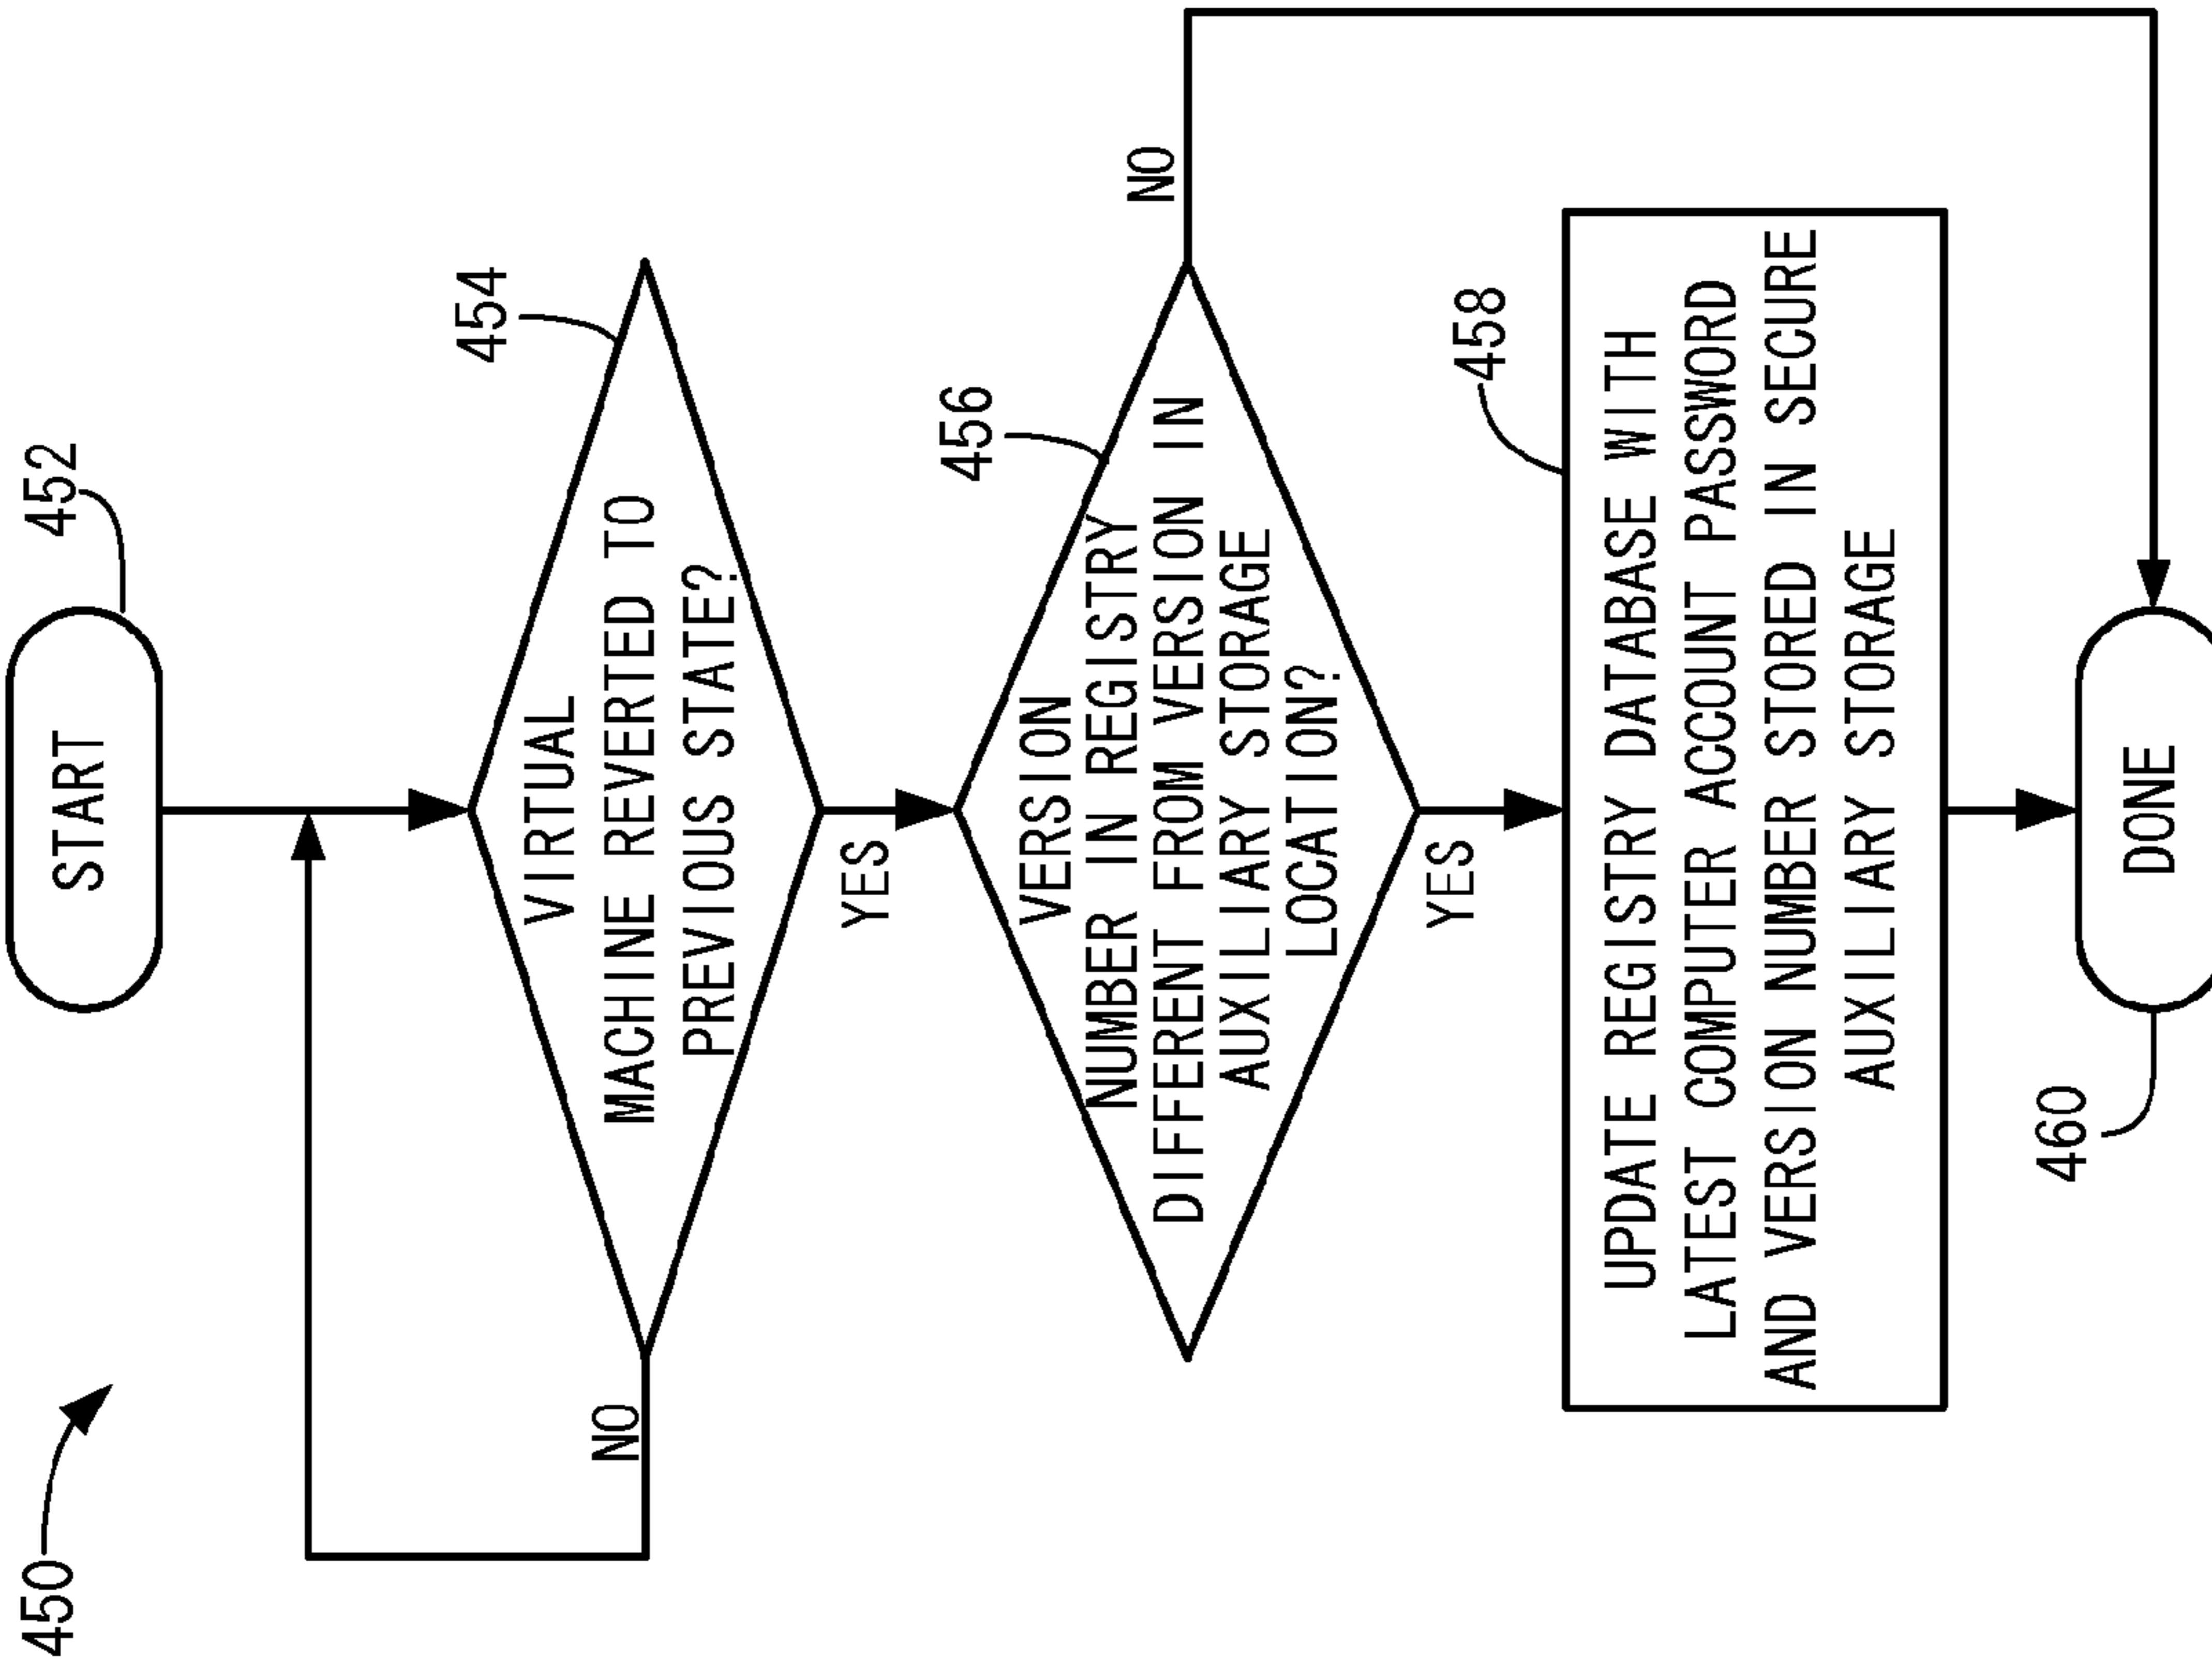 450
START
452
VIRTUAL
MACHINE REVERTED TO
PREVIOUS STATE?
454
NO
YES
VERSION
NUMBER IN REGISTRY
DIFFERENT FROM VERSION IN
AUXILIARY STORAGE
LOCATION?
456
NO
YES
UPDATE REGISTRY DATABASE WITH
LATEST COMPUTER ACCOUNT PASSWORD
AND VERSION NUMBER STORED IN SECURE
AUXILIARY STORAGE
458
DONE
460